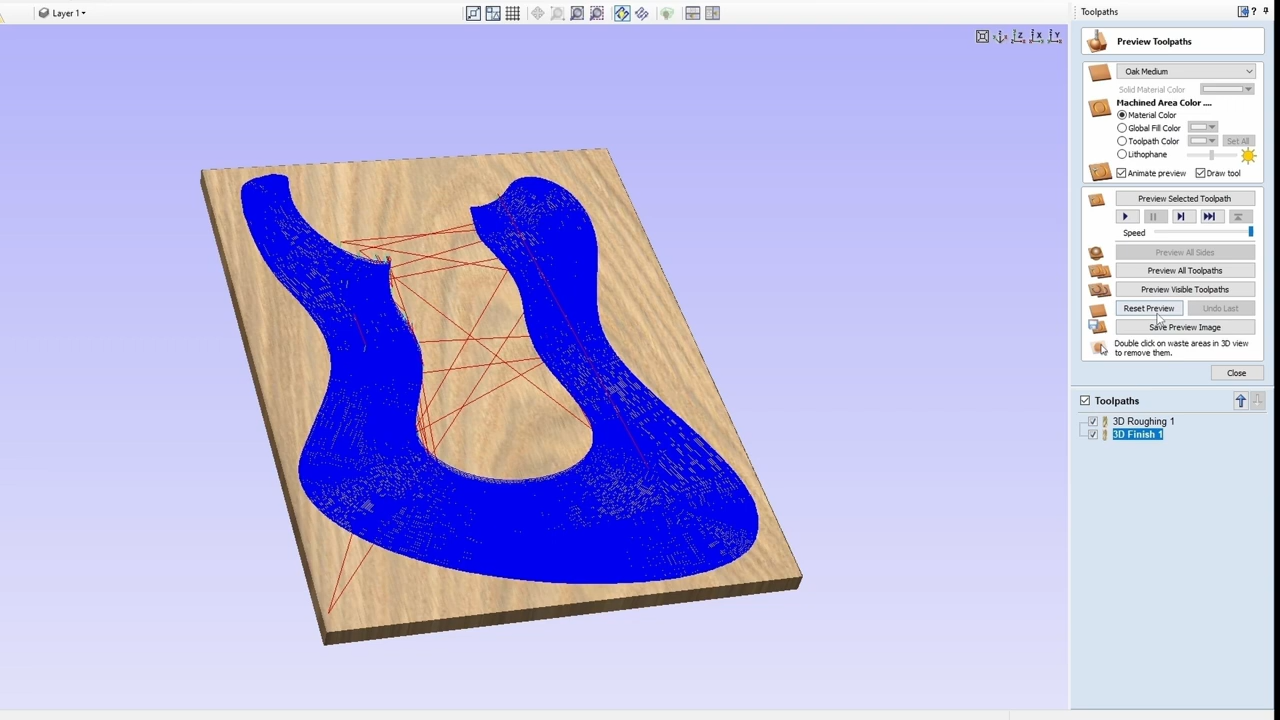 Layer 1
Toolpaths
?
Z X Y
Preview Toolpaths
Oak Medium
Solid Material Color
Machined Area Color ....
Material Color
Global Fill Color
Toolpath Color
Set All
Lithophane
Animate preview
Draw tool
Preview Selected Toolpath
Speed
Preview All Sides
Preview All Toolpaths
Preview Visible Toolpaths
Reset Preview
Undo Last
Save Preview Image
Double click on waste areas in 3D view
to remove them.
Close
Toolpaths
3D Roughing 1
3D Finish 1